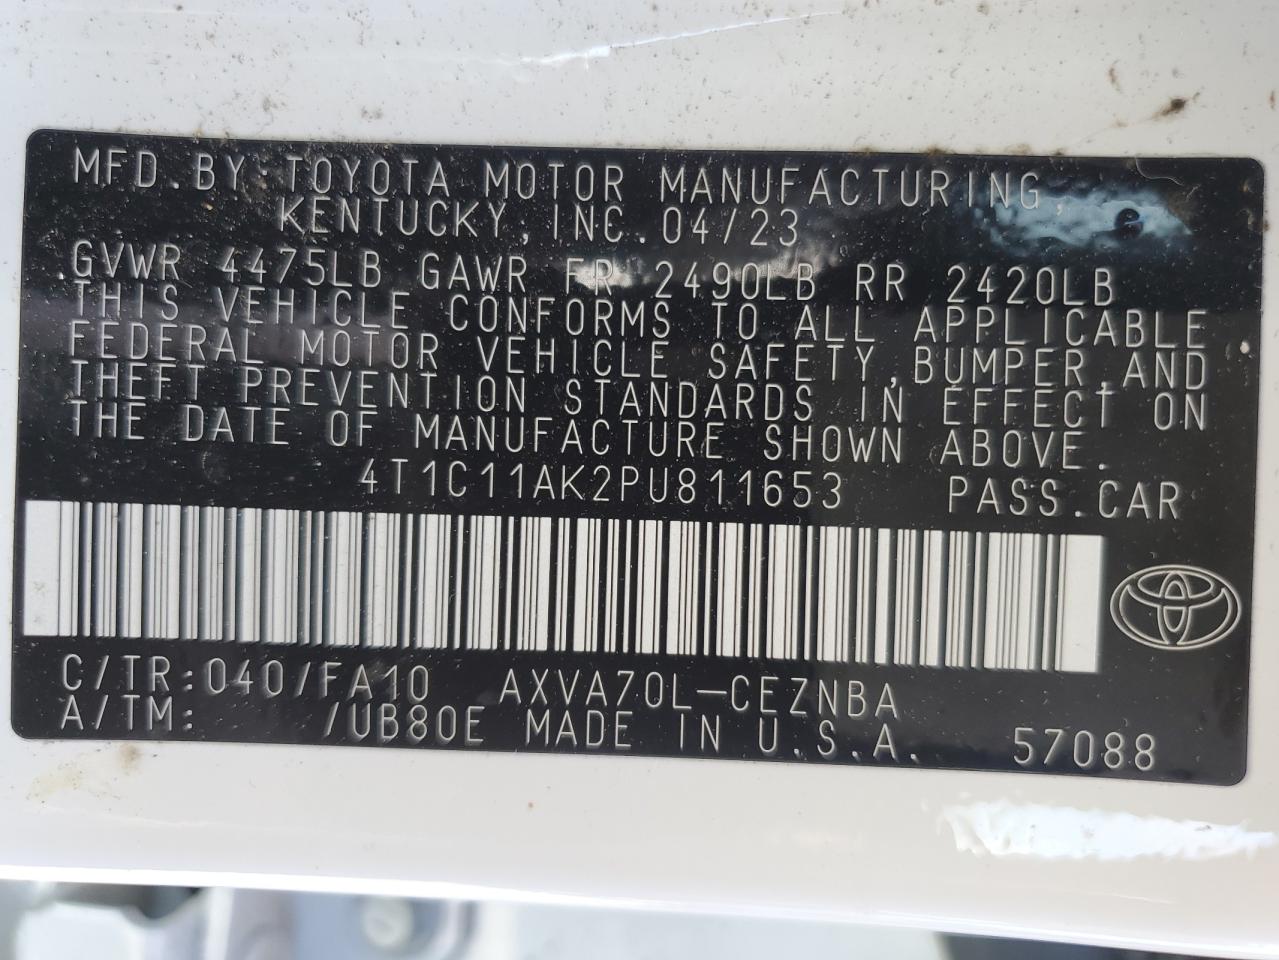 MFD.BY:TOYOTA MOTOR MANUFACTURING,
KENTUCKY,INC.04/23
GVWR 4475LB GAWR FR 2490LB RR 2420LB
THIS VEHICLE CONFORMS TO ALL APPLICABLE
FEDERAL MOTOR VEHICLE SAFETY,BUMPER,AND
THEFT PREVENTION STANDARDS IN EFFECT ON
THE DATE OF MANUFACTURE SHOWN ABOVE.
4T1C11AK2PU811653 PASS.CAR
C/TR:040/FA10 AXVA70L-CEZNBA
A/TM: /UB80E MADE IN U.S.A. 57088